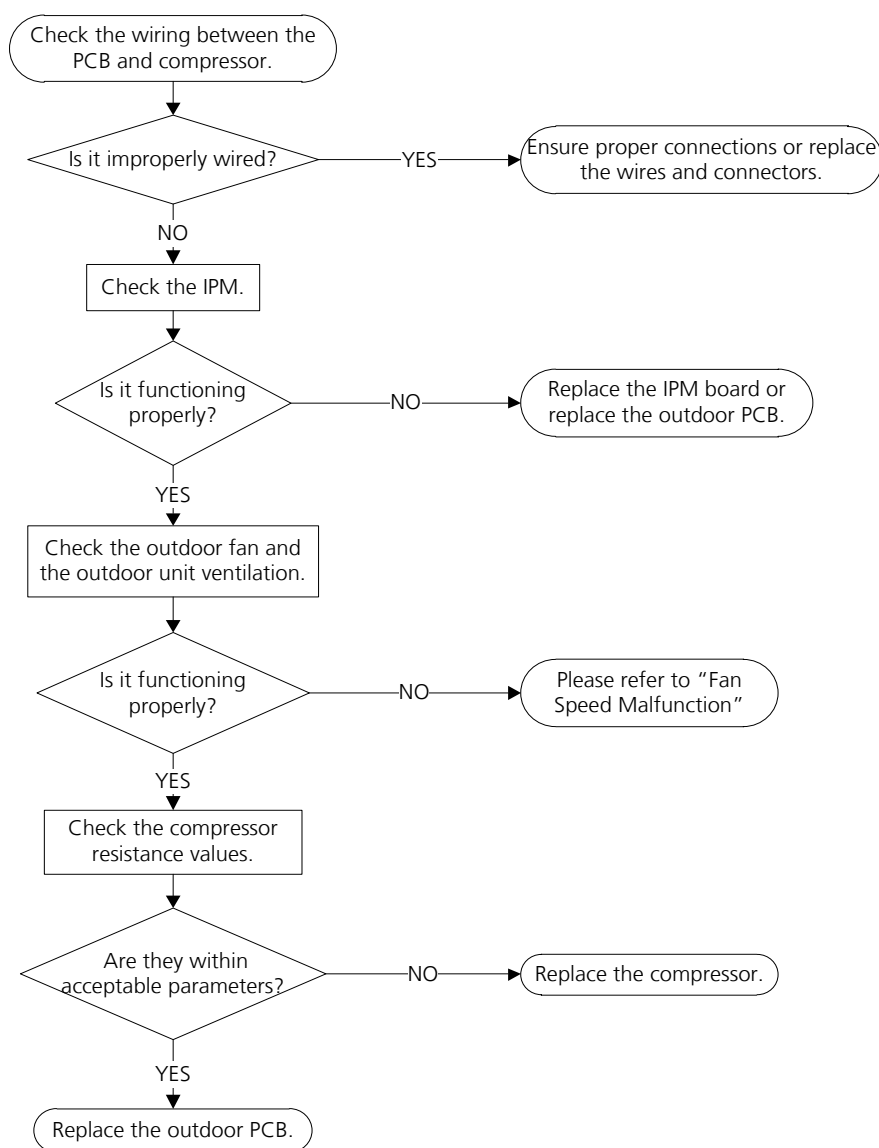 Check the wiring between the
PCB and compressor.
Is it improperly wired?
YES
Ensure proper connections or replace
the wires and connectors.
NO
Check the IPM.
Is it functioning
properly?
NO
Replace the IPM board or
replace the outdoor PCB.
YES
Check the outdoor fan and
the outdoor unit ventilation.
Is it functioning
properly?
NO
Please refer to "Fan
Speed Malfunction"
YES
Check the compressor
resistance values.
Are they within
acceptable parameters?
NO
Replace the compressor.
YES
Replace the outdoor PCB.